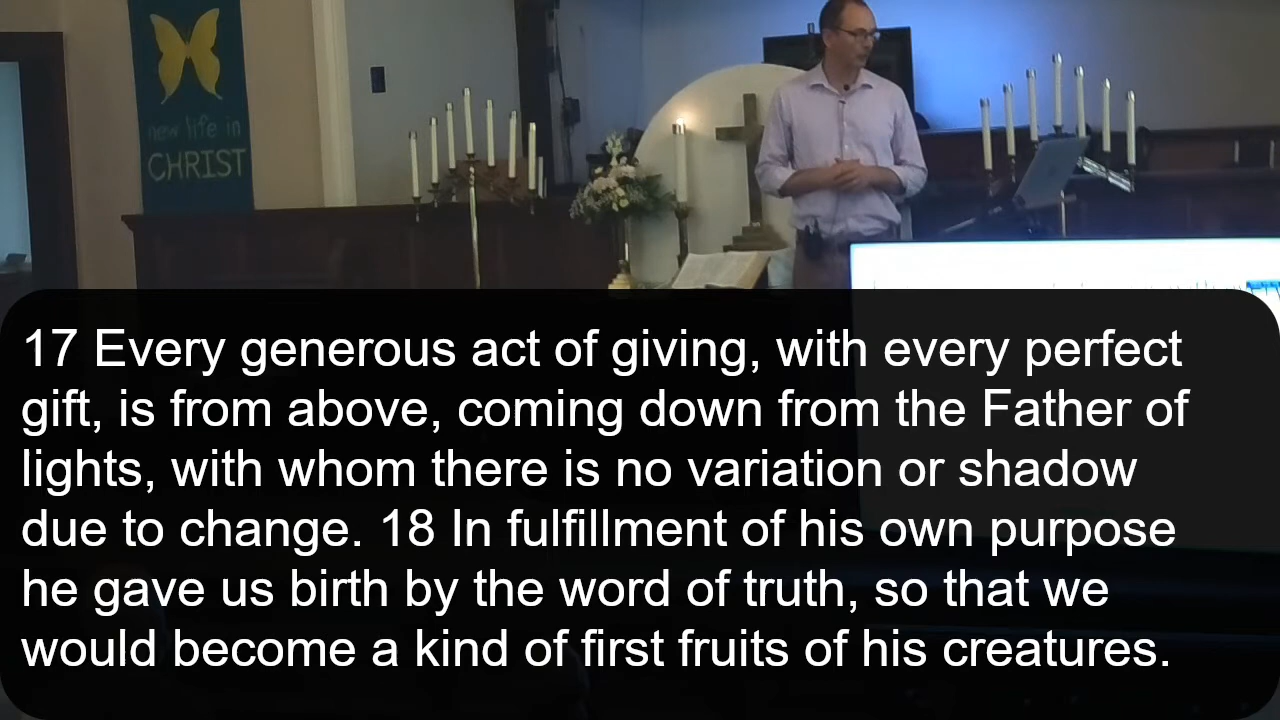 new life in
CHRIST
17 Every generous act of giving, with every perfect
gift, is from above, coming down from the Father of
lights, with whom there is no variation or shadow
due to change. 18 In fulfillment of his own purpose
he gave us birth by the word of truth, so that we
would become a kind of first fruits of his creatures.